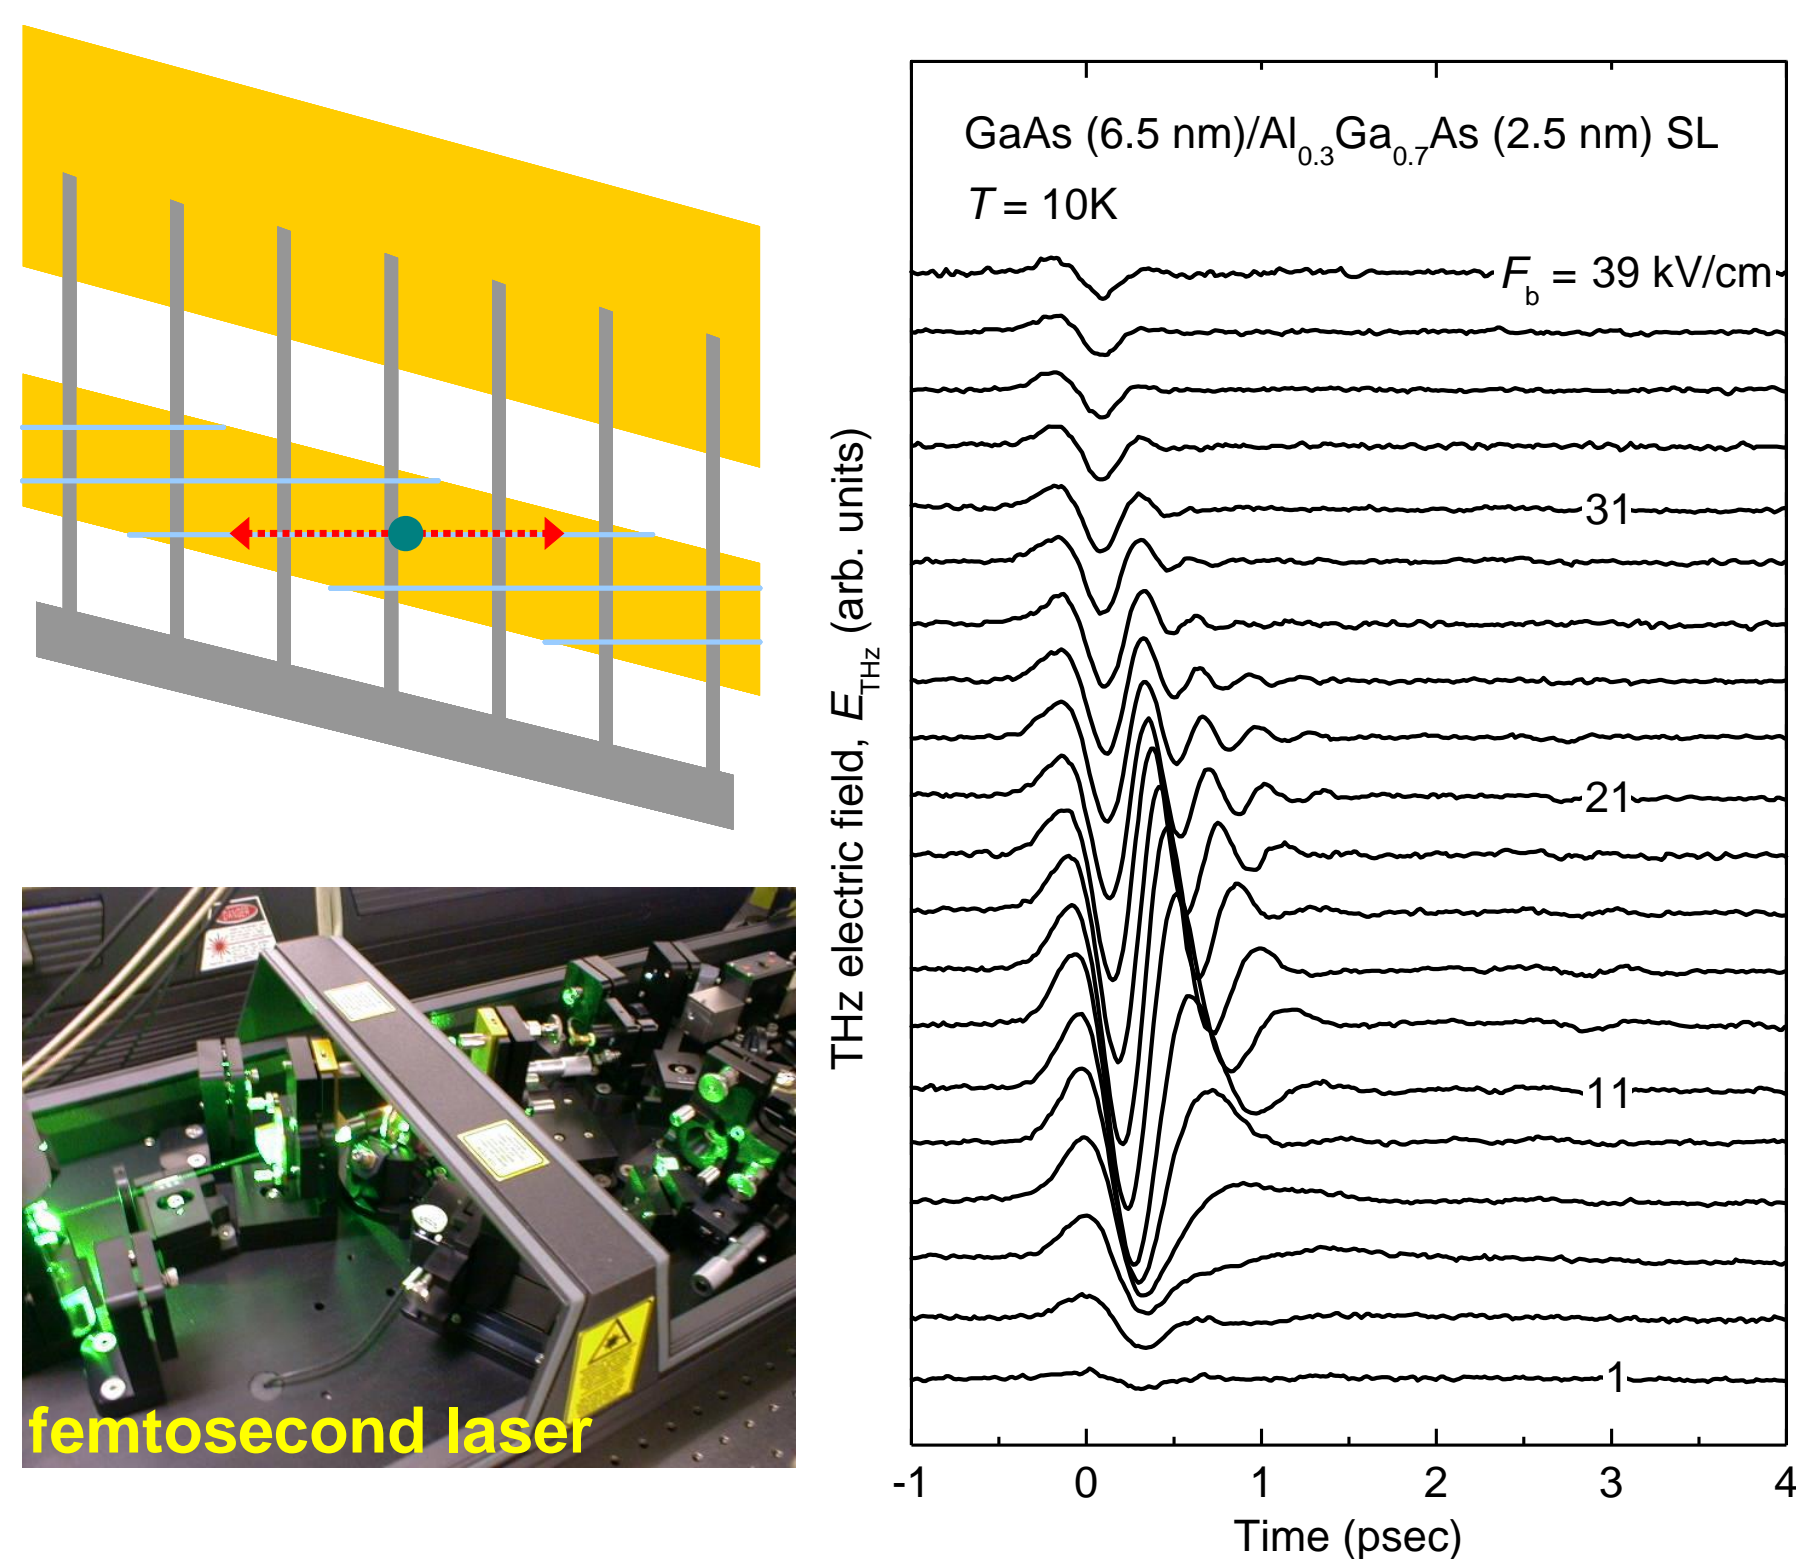 GaAs (6.5 nm)/Al0.3Ga0.7As (2.5 nm) SL
T = 10K
Fb = 39 kV/cm
31
21
11
1
THz electric field, ETHz (arb. units)
-1 0 1 2 3 4
Time (psec)
DANGER
femtosecond laser